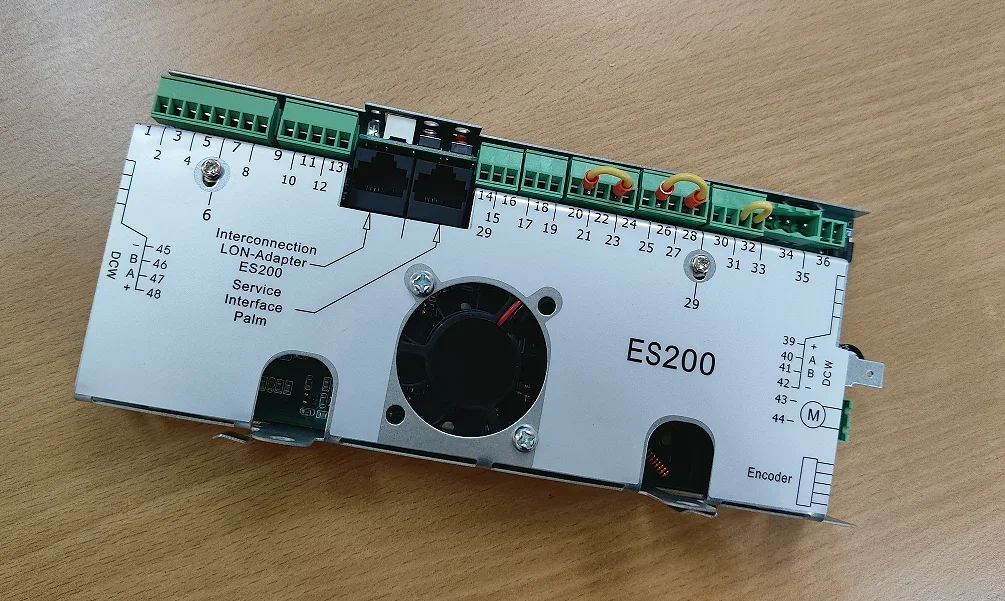 1 3 5 7 9 11 13
2 4 8 10 12
6
14 16 18 20 22 24 26 28 30 32 34 36
15 17 19 21 23 25 27 31 33 35
29
29
Interconnection
LON-Adapter
ES200
Service
Interface
Palm
DCW
– 45
B 46
A 47
+ 48
ES200
39 +
40 A
41 B
42 –
DCW
43
44
M
Encoder